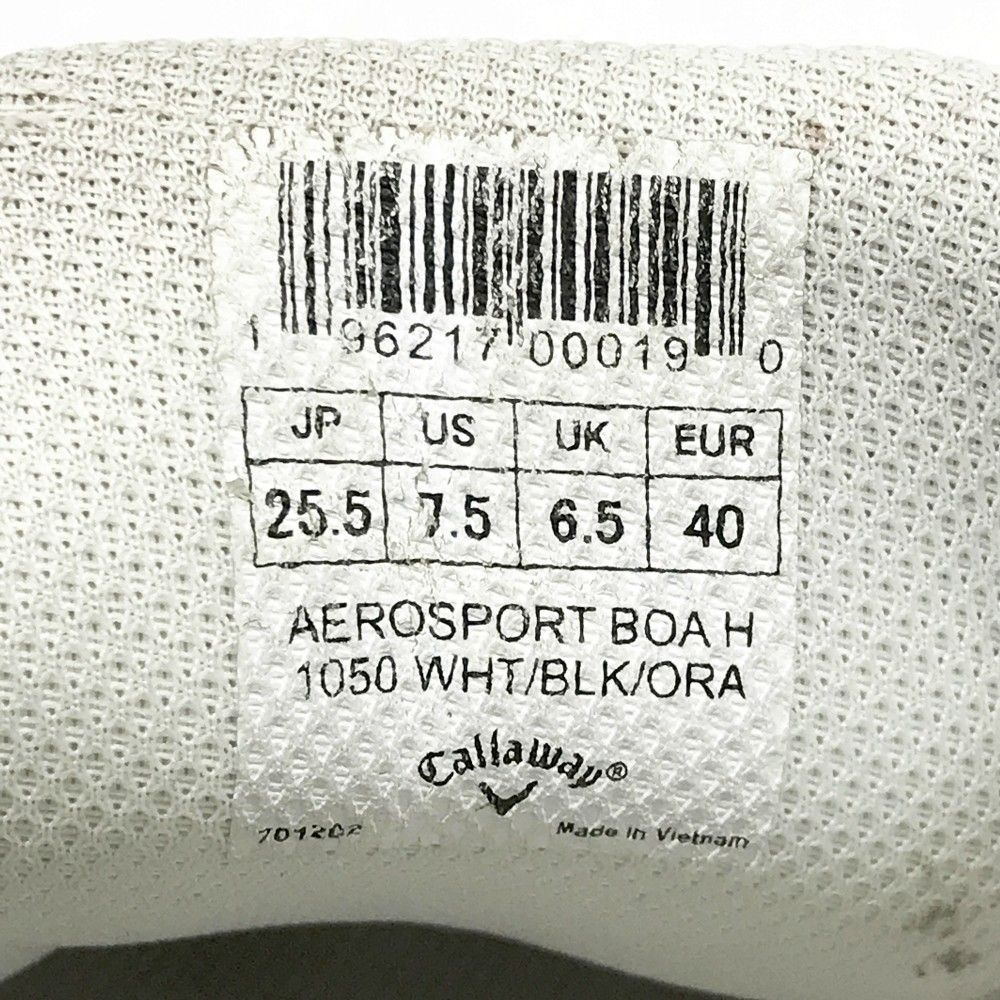 1 96217 00019 0
JP US UK EUR
25.5 7.5 6.5 40
AEROSPORT BOA H
1050 WHT/BLK/ORA
Callaway®
701202 Made in Vietnam